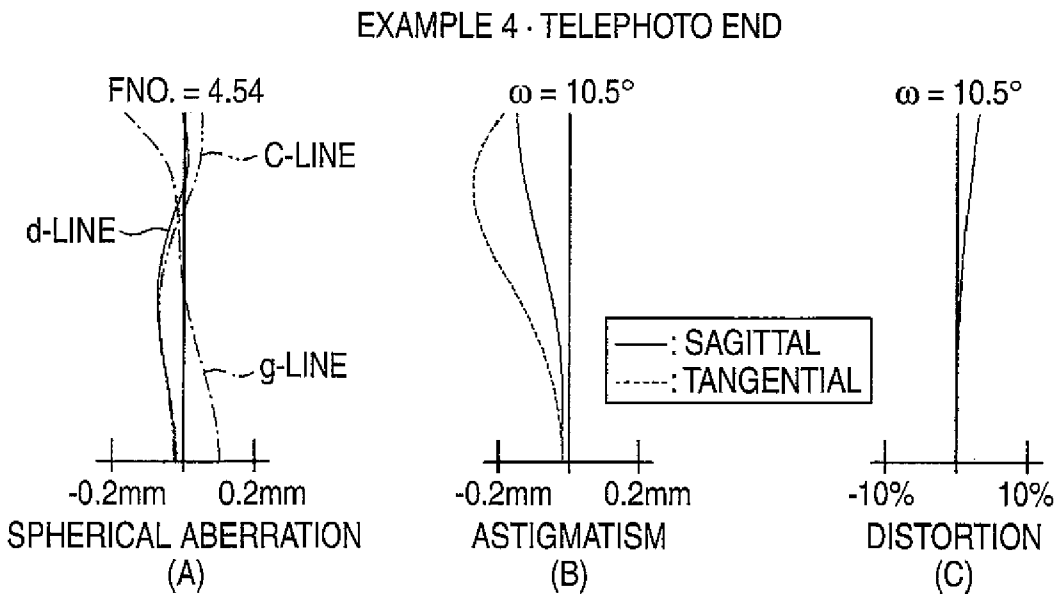 EXAMPLE 4 · TELEPHOTO END
FNO. = 4.54
C-LINE
d-LINE
g-LINE
-0.2mm 0.2mm
SPHERICAL ABERRATION
(A)
ω = 10.5°
-0.2mm 0.2mm
ASTIGMATISM
(B)
: SAGITTAL
: TANGENTIAL
ω = 10.5°
-10% 10%
DISTORTION
(C)